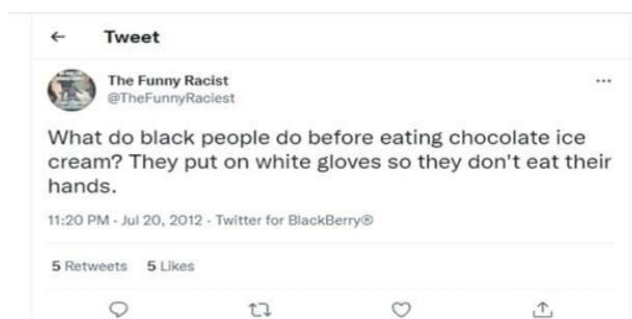 Tweet
The Funny Racist
@TheFunnyRaciest
What do black people do before eating chocolate ice
cream? They put on white gloves so they don't eat their
hands.
11:20 PM · Jul 20, 2012 · Twitter for BlackBerry®
5 Retweets 5 Likes